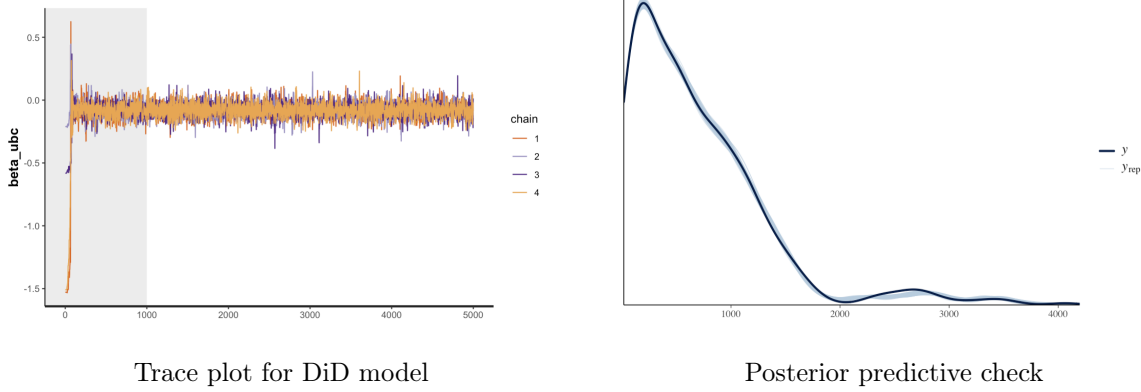 0.5
0.0
-0.5
-1.0
-1.5
beta_ubc
0 1000 2000 3000 4000 5000
chain
1
2
3
4
Trace plot for DiD model
y
y_rep
1000 2000 3000 4000
Posterior predictive check